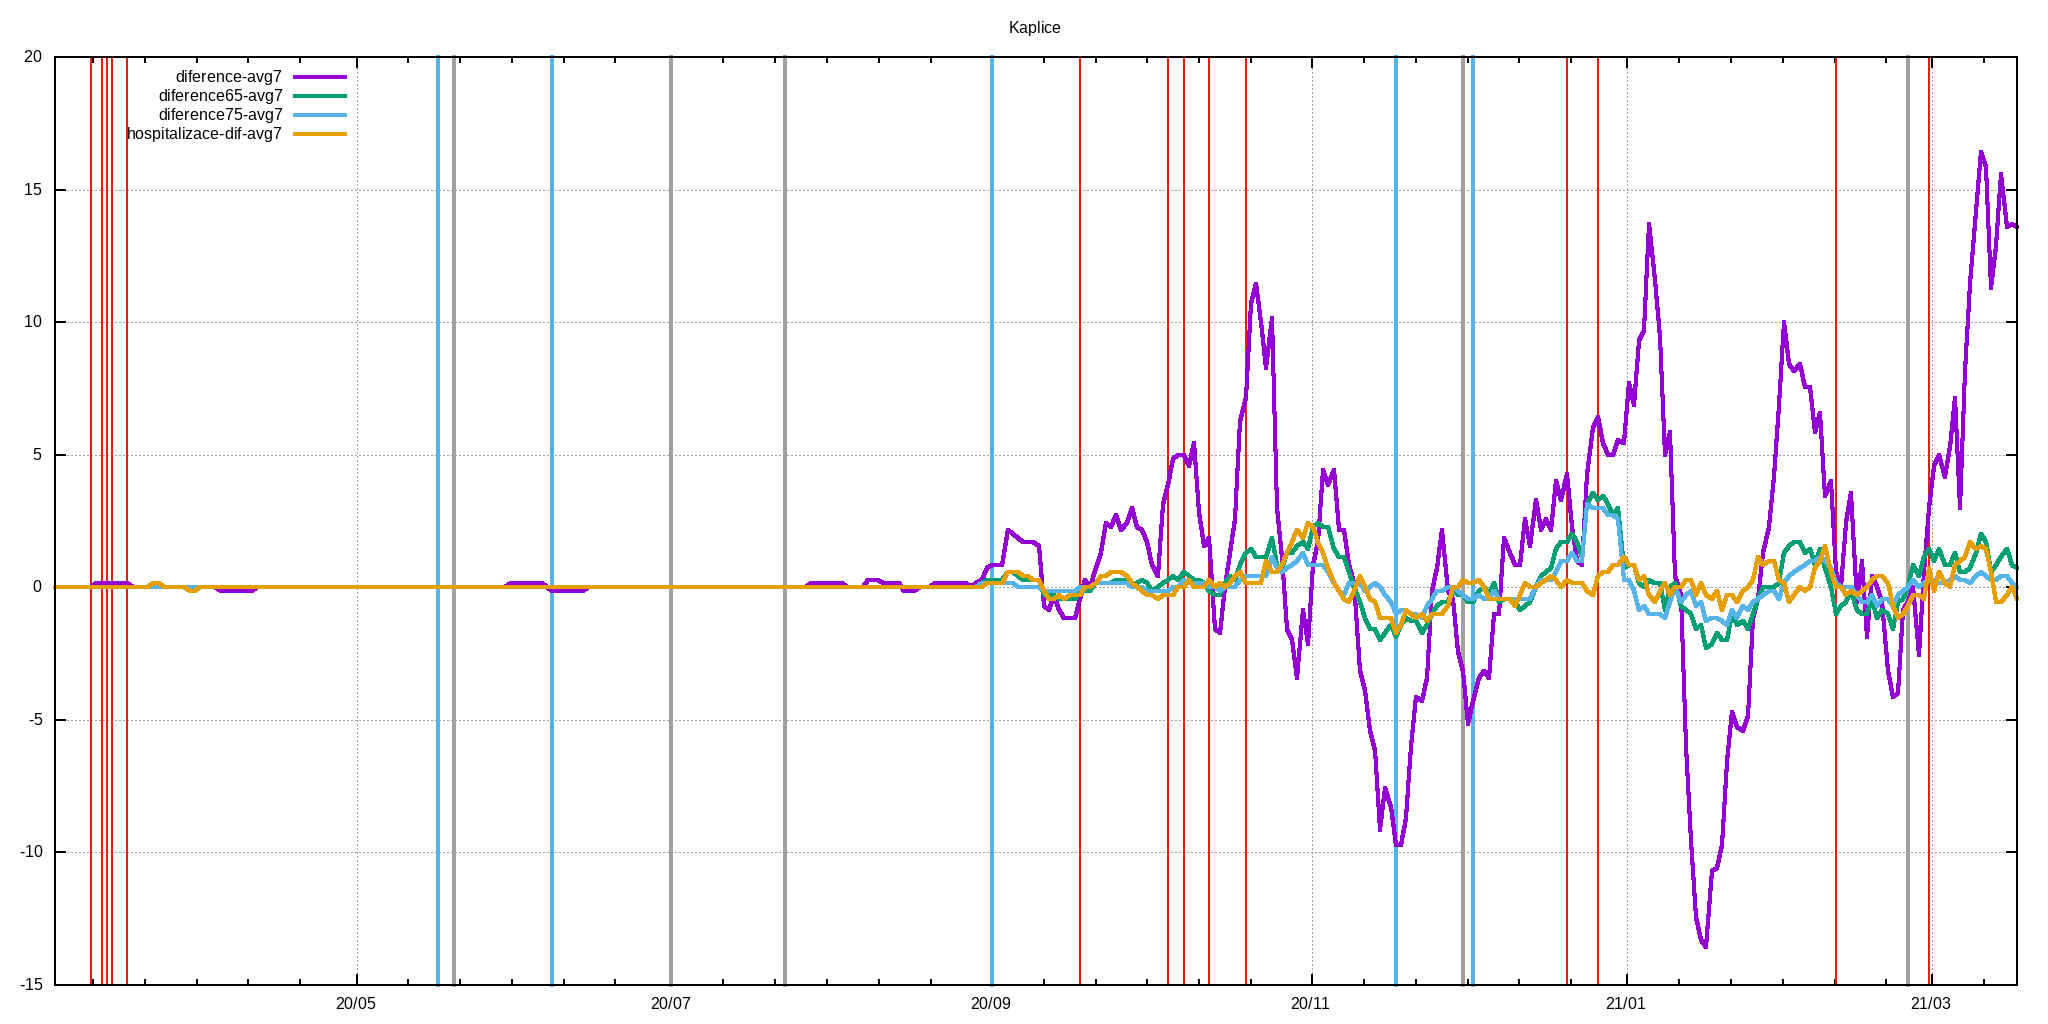 Kaplice
20
diference-avg7
diference65-avg7
diference75-avg7
hospitalizace-dif-avg7
15
10
5
0
-5
-10
-15
20/05 20/07 20/09 20/11 21/01 21/03